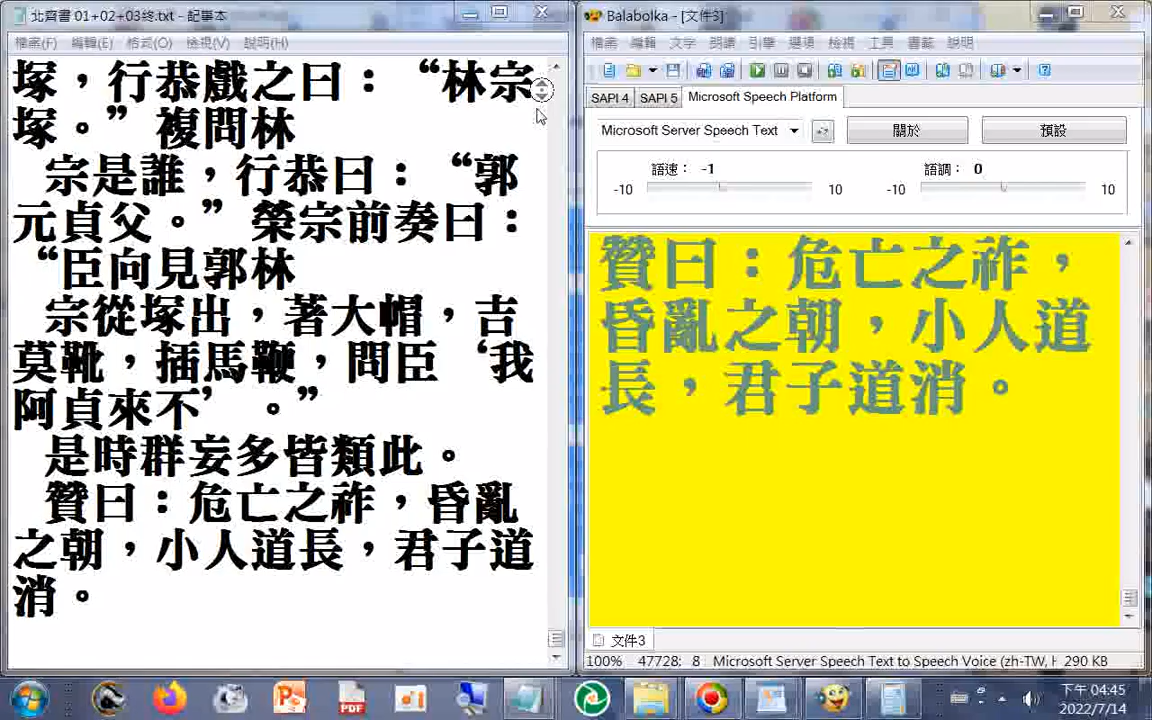 北齊書01+02+03终.txt - 記事本
檔案(F) 編輯(E) 格式(O) 檢視(V) 說明(H)
塚，行恭戲之曰：“林宗
塚。”複問林
宗是誰，行恭曰：“郭
元貞父。”榮宗前奏曰：
“臣向見郭林
宗從塚出，著大帽，吉
莫靴，插馬鞭，問臣‘我
阿貞來不’。”
是時群妄多皆類此。
贊曰：危亡之祚，昏亂
之朝，小人道長，君子道
消。
Balabolka - [文件3]
檔案 編輯 文字 朗讀 引擎 選項 檢視 工具 書籤 說明
SAPI 4 SAPI 5 Microsoft Speech Platform
Microsoft Server Speech Text 關於 預設
語速： -1 語調： 0
-10 10 -10 10
贊曰：危亡之祚，
昏亂之朝，小人道
長，君子道消。
文件3
100% 47728: 8 Microsoft Server Speech Text to Speech Voice (zh-TW, H 290 KB
PDF
下午 04:45
2022/7/14